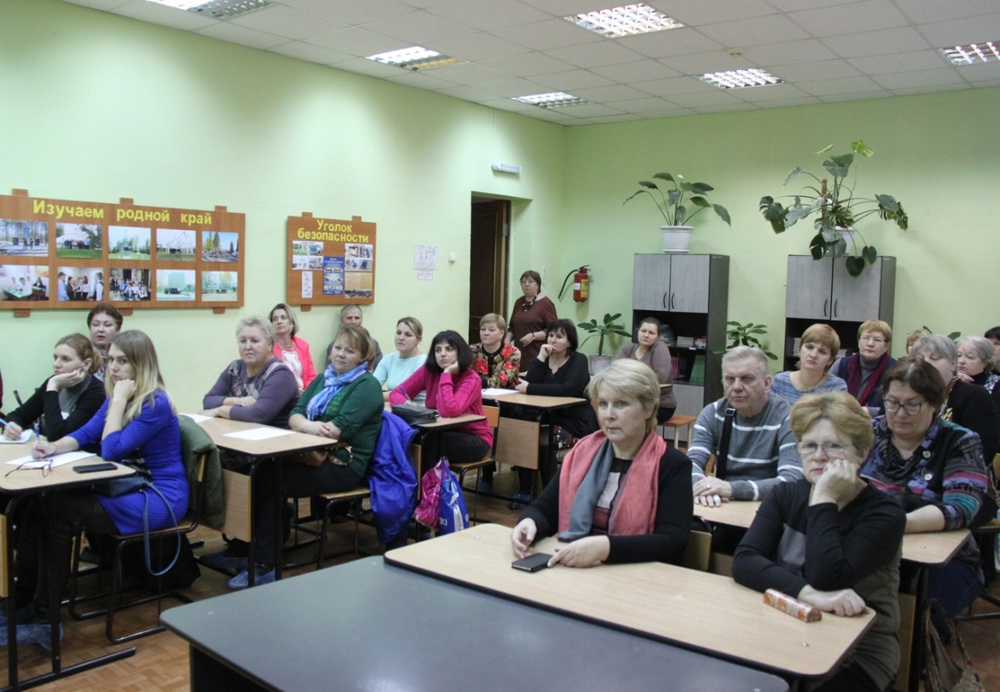 Изучаем родной край
Уголок
безопасности